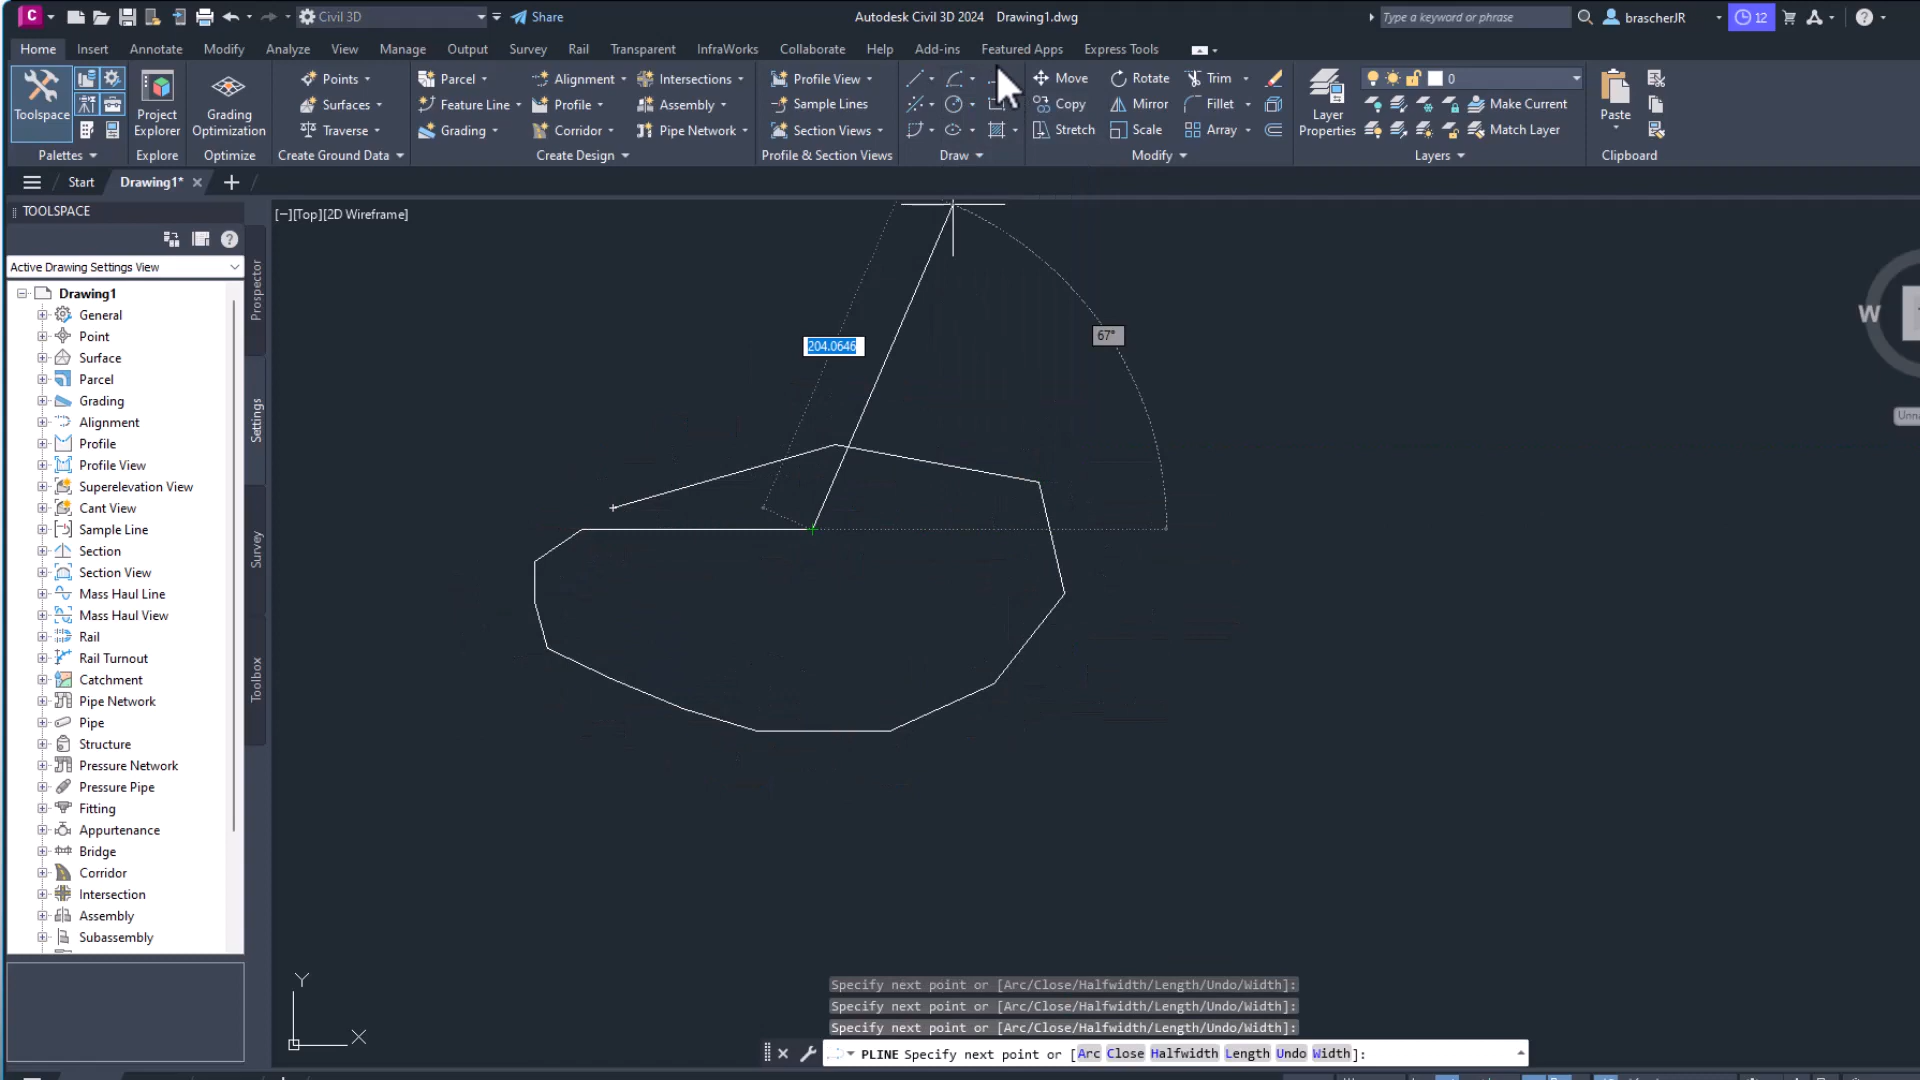 C
Civil 3D
Share
Autodesk Civil 3D 2024 Drawing1.dwg
Type a keyword or phrase
brascherJR
12
Home Insert Annotate Modify Analyze View Manage Output Survey Rail Transparent InfraWorks Collaborate Help Add-ins Featured Apps Express Tools
Toolspace
Project Explorer
Grading Optimization
Points
Surfaces
Traverse
Parcel
Feature Line
Grading
Alignment
Profile
Corridor
Intersections
Assembly
Pipe Network
Profile View
Sample Lines
Section Views
Move
Copy
Stretch
Rotate
Mirror
Scale
Trim
Fillet
Array
Layer Properties
0
Make Current
Match Layer
Paste
Palettes
Explore
Optimize
Create Ground Data
Create Design
Profile & Section Views
Draw
Modify
Layers
Clipboard
Start
Drawing1*
TOOLSPACE
[−][Top][2D Wireframe]
Active Drawing Settings View
Prospector
Settings
Survey
Toolbox
Drawing1
General
Point
Surface
Parcel
Grading
Alignment
Profile
Profile View
Superelevation View
Cant View
Sample Line
Section
Section View
Mass Haul Line
Mass Haul View
Rail
Rail Turnout
Catchment
Pipe Network
Pipe
Structure
Pressure Network
Pressure Pipe
Fitting
Appurtenance
Bridge
Corridor
Intersection
Assembly
Subassembly
204.0646
67°
W
Y
X
Specify next point or [Arc/Close/Halfwidth/Length/Undo/Width]:
Specify next point or [Arc/Close/Halfwidth/Length/Undo/Width]:
Specify next point or [Arc/Close/Halfwidth/Length/Undo/Width]:
PLINE Specify next point or [Arc Close Halfwidth Length Undo Width]: